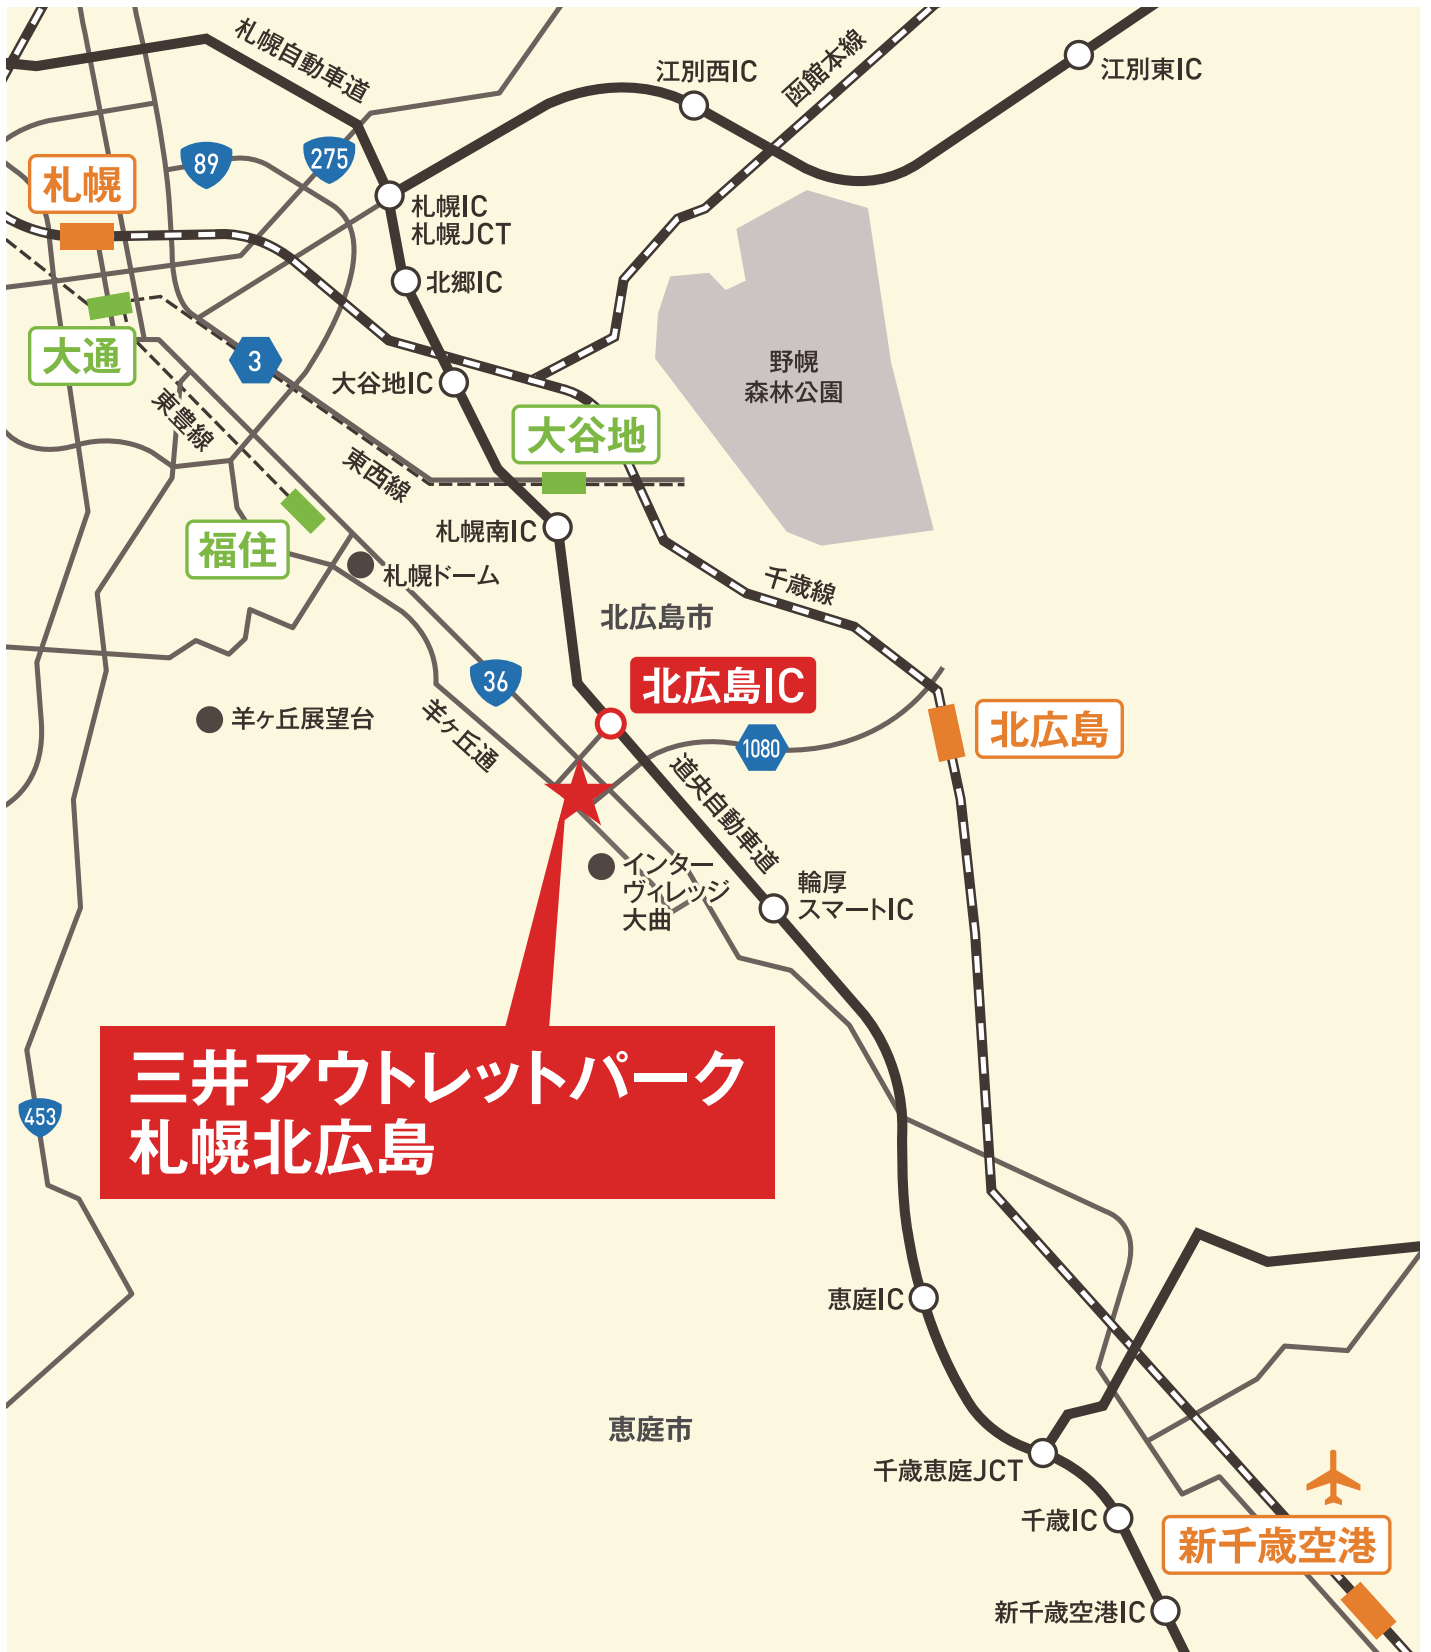 札幌自動車道
江別西IC
函館本線
江別東IC
89
275
札幌
札幌IC
札幌JCT
北郷IC
大通
3
大谷地IC
野幌
森林公園
東豊線
東西線
大谷地
札幌南IC
福住
札幌ドーム
千歳線
北広島市
36
北広島IC
羊ヶ丘展望台
羊ヶ丘通
1080
北広島
道央自動車道
インター
ヴィレッジ
大曲
輪厚
スマートIC
三井アウトレットパーク
札幌北広島
453
恵庭IC
恵庭市
千歳恵庭JCT
千歳IC
新千歳空港
新千歳空港IC